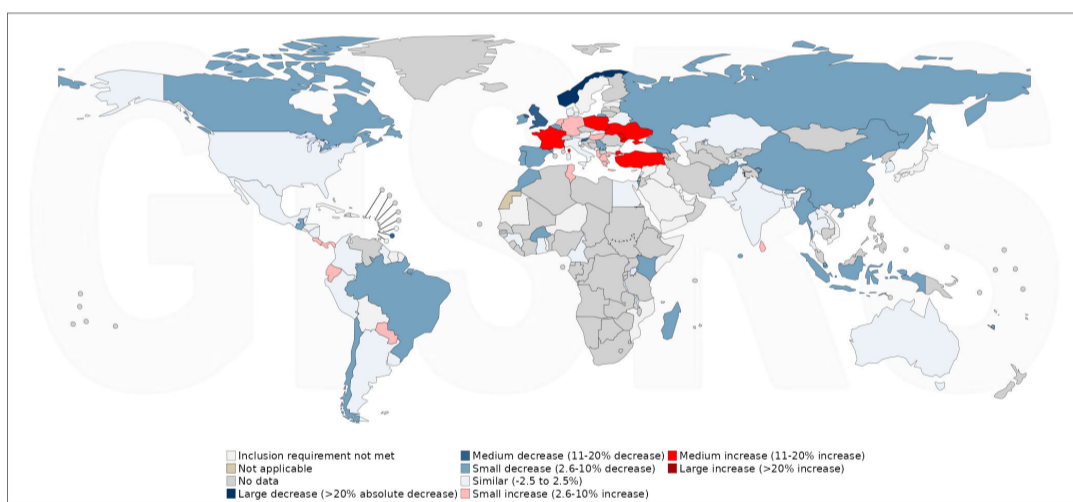 GISRS
Inclusion requirement not met
Not applicable
No data
Large decrease (>20% absolute decrease)
Medium decrease (11-20% decrease)
Small decrease (2.6-10% decrease)
Similar (-2.5 to 2.5%)
Small increase (2.6-10% increase)
Medium increase (11-20% increase)
Large increase (>20% increase)